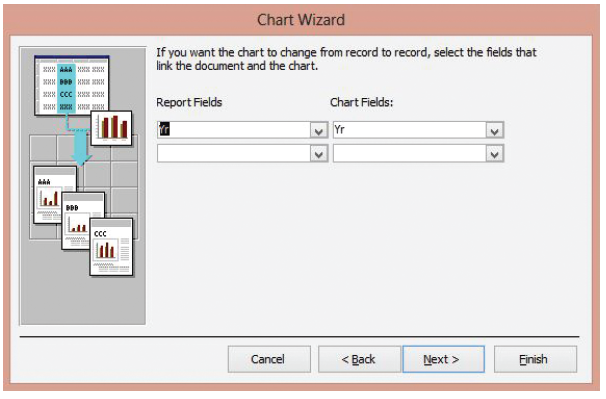 Chart Wizard
If you want the chart to change from record to record, select the fields that
link the document and the chart.
XXX AAA XXX XXX
XXX BBB XXX XXX
XXX CCC XXX XXX
XXX XXX XXX XXX
AAA
BBB
CCC
Report Fields Chart Fields:
Yr Yr
Cancel < Back Next > Finish